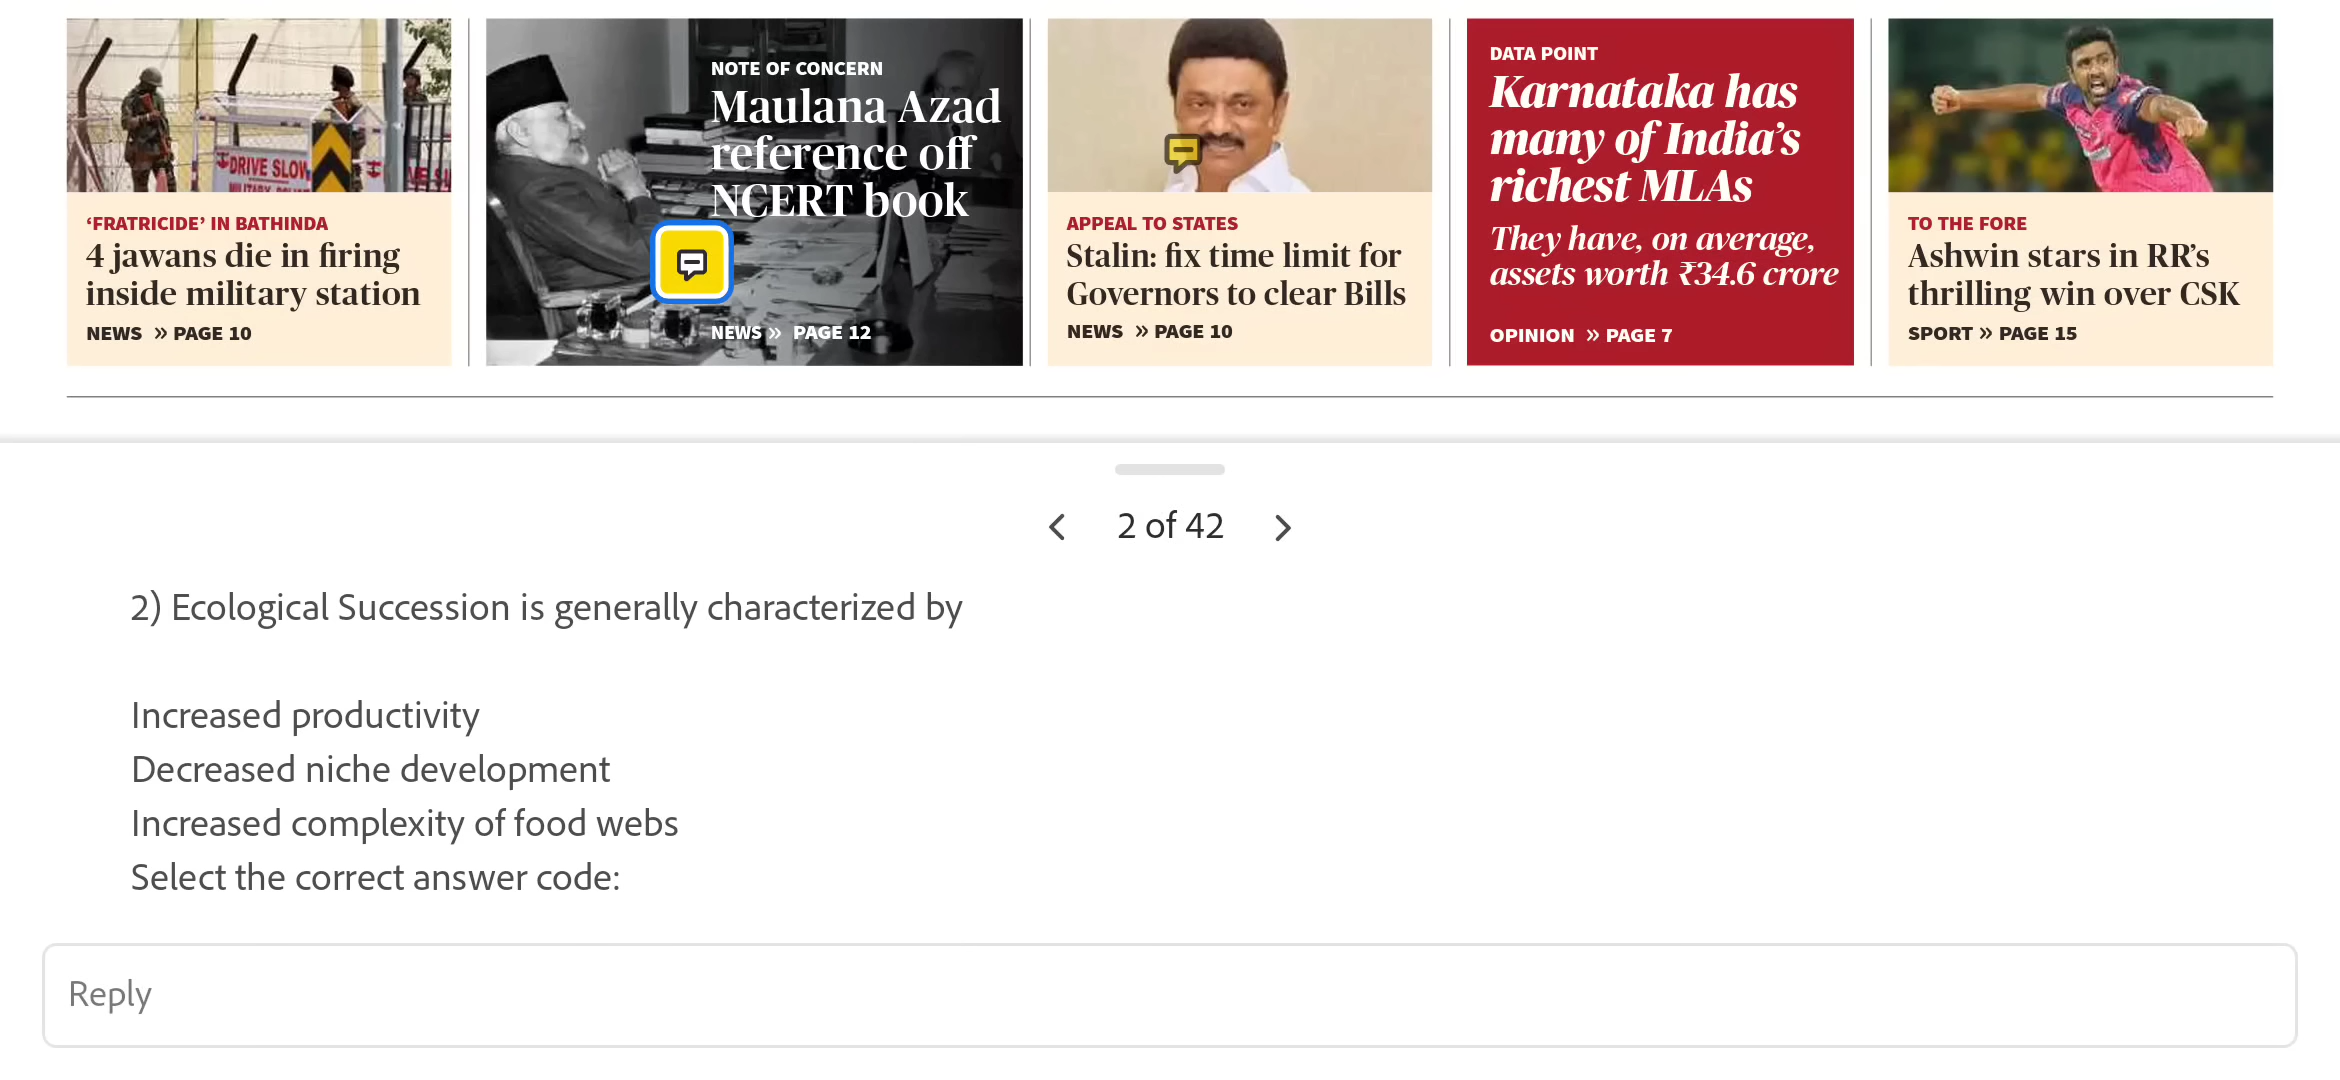 ‘FRATRICIDE’ IN BATHINDA
4 jawans die in firing
inside military station
NEWS » PAGE 10
DRIVE SLOW
NOTE OF CONCERN
Maulana Azad
reference off
NCERT book
NEWS » PAGE 12
APPEAL TO STATES
Stalin: fix time limit for
Governors to clear Bills
NEWS » PAGE 10
DATA POINT
Karnataka has
many of India’s
richest MLAs
They have, on average,
assets worth ₹34.6 crore
OPINION » PAGE 7
TO THE FORE
Ashwin stars in RR’s
thrilling win over CSK
SPORT » PAGE 15
2 of 42
2) Ecological Succession is generally characterized by
Increased productivity
Decreased niche development
Increased complexity of food webs
Select the correct answer code:
Reply